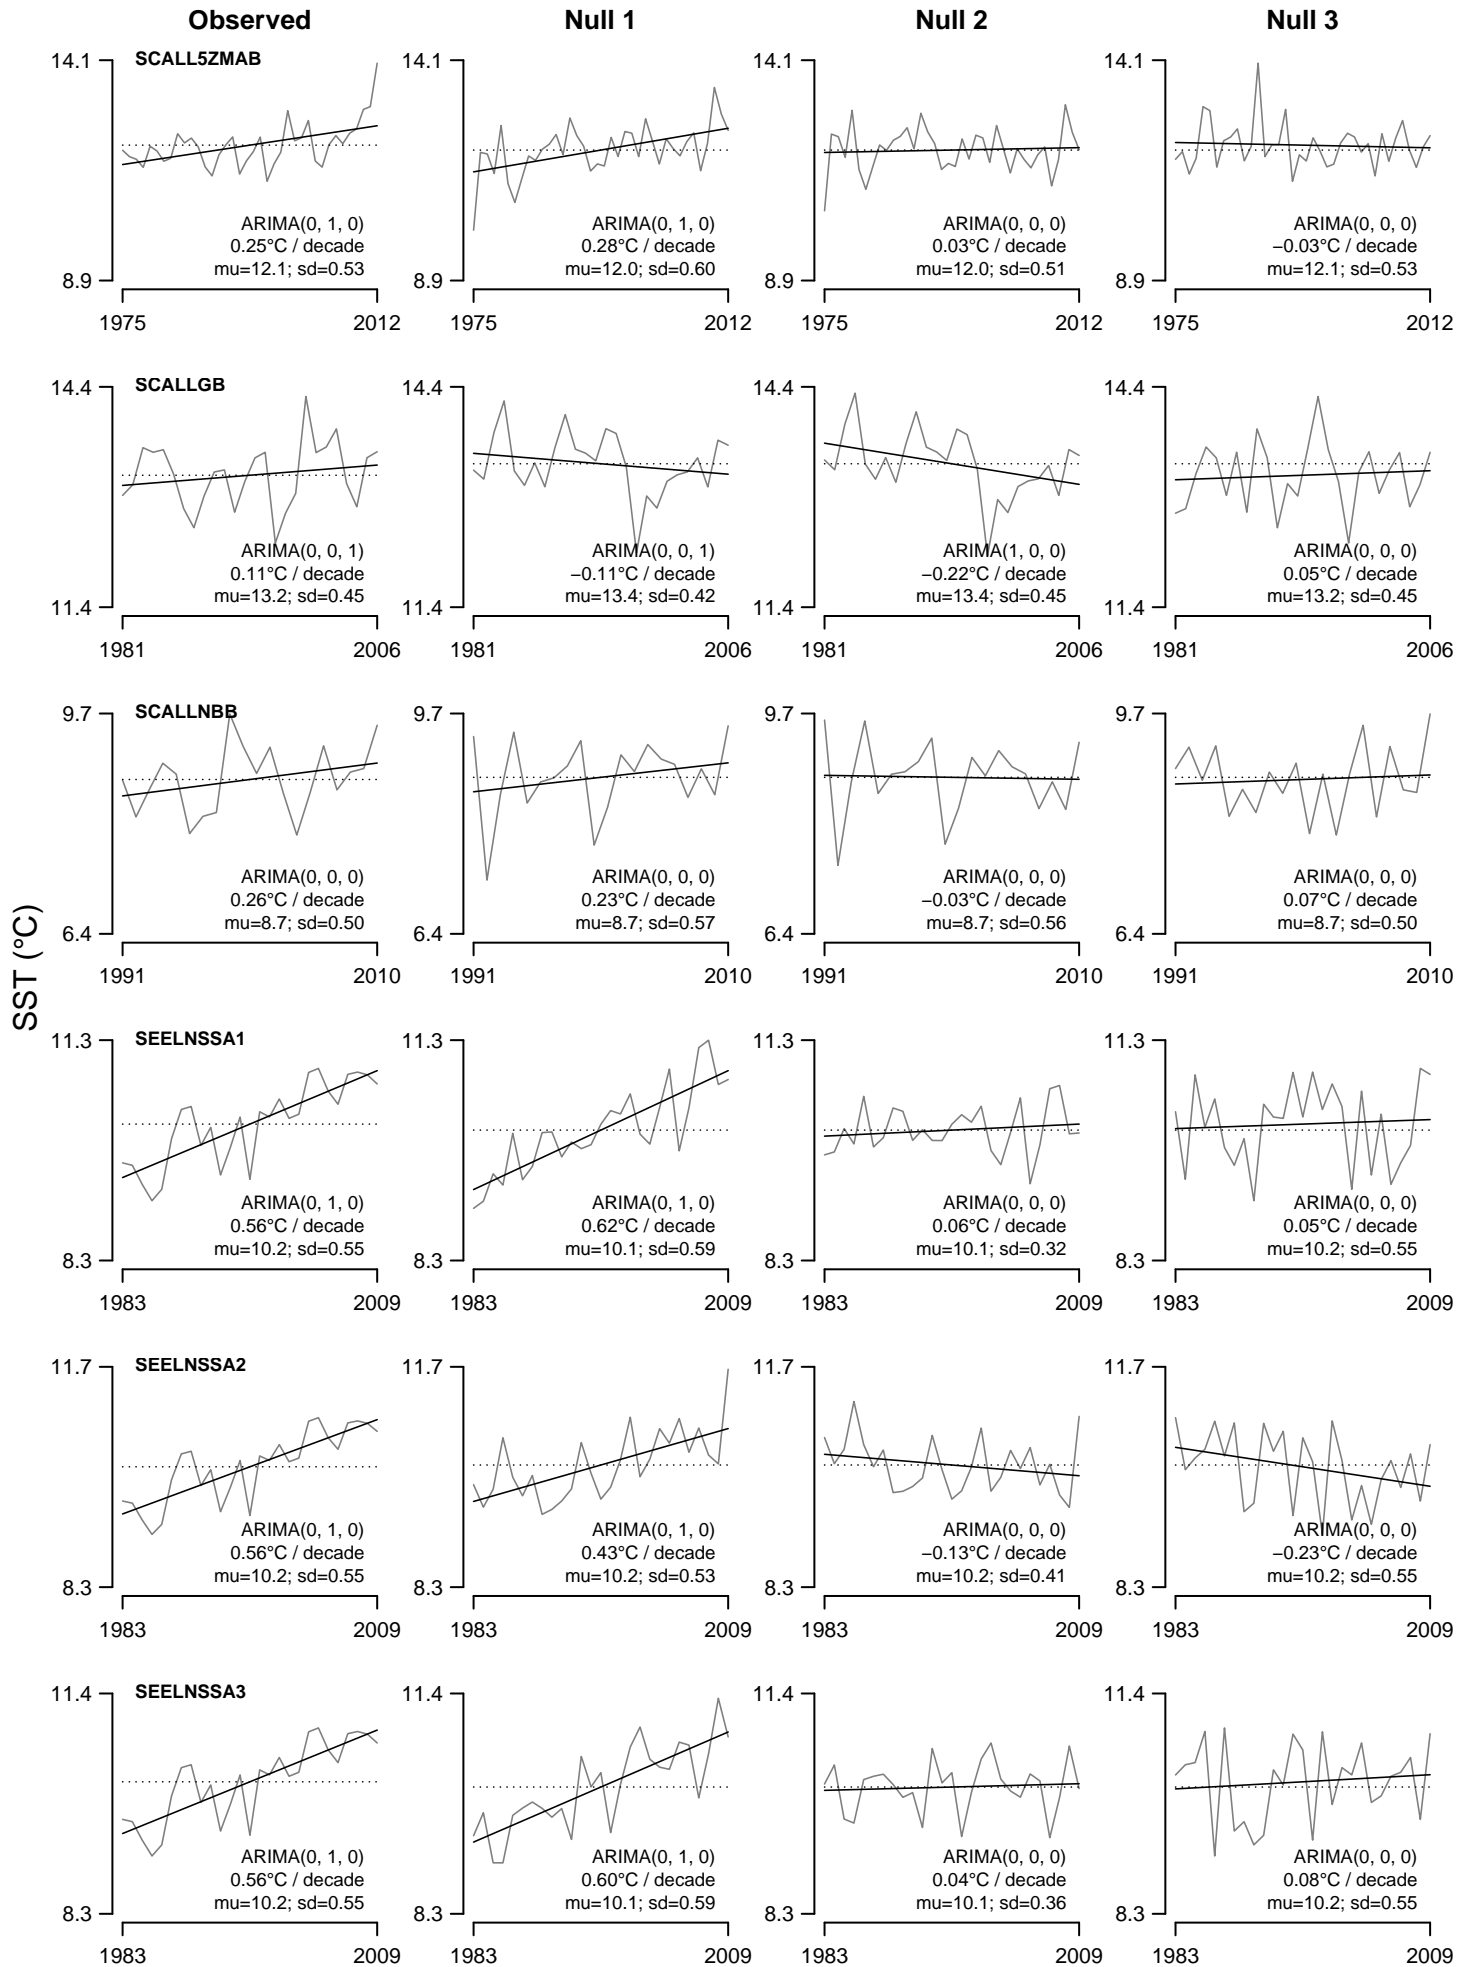 Observed Null 1 Null 2 Null 3
SST (°C)
SCALL5ZMAB
14.1 14.1 14.1 14.1
ARIMA(0, 1, 0) ARIMA(0, 1, 0) ARIMA(0, 0, 0) ARIMA(0, 0, 0)
0.25°C / decade 0.28°C / decade 0.03°C / decade −0.03°C / decade
mu=12.1; sd=0.53 mu=12.0; sd=0.60 mu=12.0; sd=0.51 mu=12.1; sd=0.53
8.9 8.9 8.9 8.9
1975 2012 1975 2012 1975 2012 1975 2012
SCALLGB
14.4 14.4 14.4 14.4
ARIMA(0, 0, 1) ARIMA(0, 0, 1) ARIMA(1, 0, 0) ARIMA(0, 0, 0)
0.11°C / decade −0.11°C / decade −0.22°C / decade 0.05°C / decade
mu=13.2; sd=0.45 mu=13.4; sd=0.42 mu=13.4; sd=0.45 mu=13.2; sd=0.45
11.4 11.4 11.4 11.4
1981 2006 1981 2006 1981 2006 1981 2006
SCALLNBB
9.7 9.7 9.7 9.7
ARIMA(0, 0, 0) ARIMA(0, 0, 0) ARIMA(0, 0, 0) ARIMA(0, 0, 0)
0.26°C / decade 0.23°C / decade −0.03°C / decade 0.07°C / decade
mu=8.7; sd=0.50 mu=8.7; sd=0.57 mu=8.7; sd=0.56 mu=8.7; sd=0.50
6.4 6.4 6.4 6.4
1991 2010 1991 2010 1991 2010 1991 2010
SEELNSSA1
11.3 11.3 11.3 11.3
ARIMA(0, 1, 0) ARIMA(0, 1, 0) ARIMA(0, 0, 0) ARIMA(0, 0, 0)
0.56°C / decade 0.62°C / decade 0.06°C / decade 0.05°C / decade
mu=10.2; sd=0.55 mu=10.1; sd=0.59 mu=10.1; sd=0.32 mu=10.2; sd=0.55
8.3 8.3 8.3 8.3
1983 2009 1983 2009 1983 2009 1983 2009
SEELNSSA2
11.7 11.7 11.7 11.7
ARIMA(0, 1, 0) ARIMA(0, 1, 0) ARIMA(0, 0, 0) ARIMA(0, 0, 0)
0.56°C / decade 0.43°C / decade −0.13°C / decade −0.23°C / decade
mu=10.2; sd=0.55 mu=10.2; sd=0.53 mu=10.2; sd=0.41 mu=10.2; sd=0.55
8.3 8.3 8.3 8.3
1983 2009 1983 2009 1983 2009 1983 2009
SEELNSSA3
11.4 11.4 11.4 11.4
ARIMA(0, 1, 0) ARIMA(0, 1, 0) ARIMA(0, 0, 0) ARIMA(0, 0, 0)
0.56°C / decade 0.60°C / decade 0.04°C / decade 0.08°C / decade
mu=10.2; sd=0.55 mu=10.1; sd=0.59 mu=10.1; sd=0.36 mu=10.2; sd=0.55
8.3 8.3 8.3 8.3
1983 2009 1983 2009 1983 2009 1983 2009